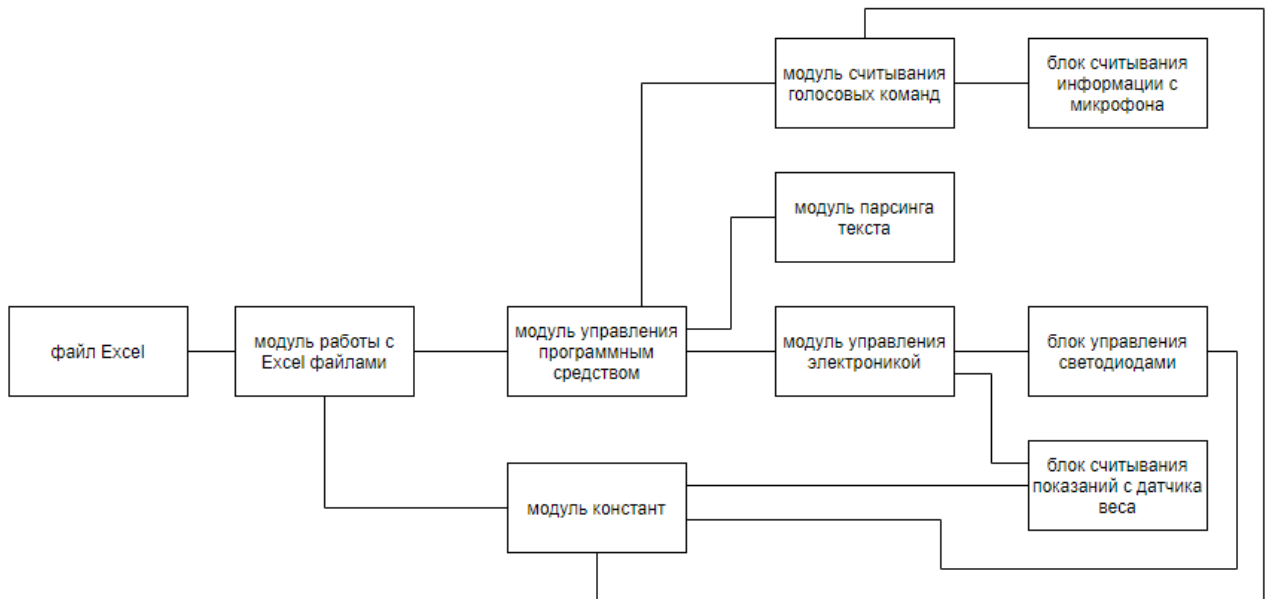 модуль считывания
голосовых команд
блок считывания
информации с
микрофона
модуль парсинга
текста
файл Excel
модуль работы с
Excel файлами
модуль управления
программным
средством
модуль управления
электроникой
блок управления
светодиодами
модуль констант
блок считывания
показаний с датчика
веса